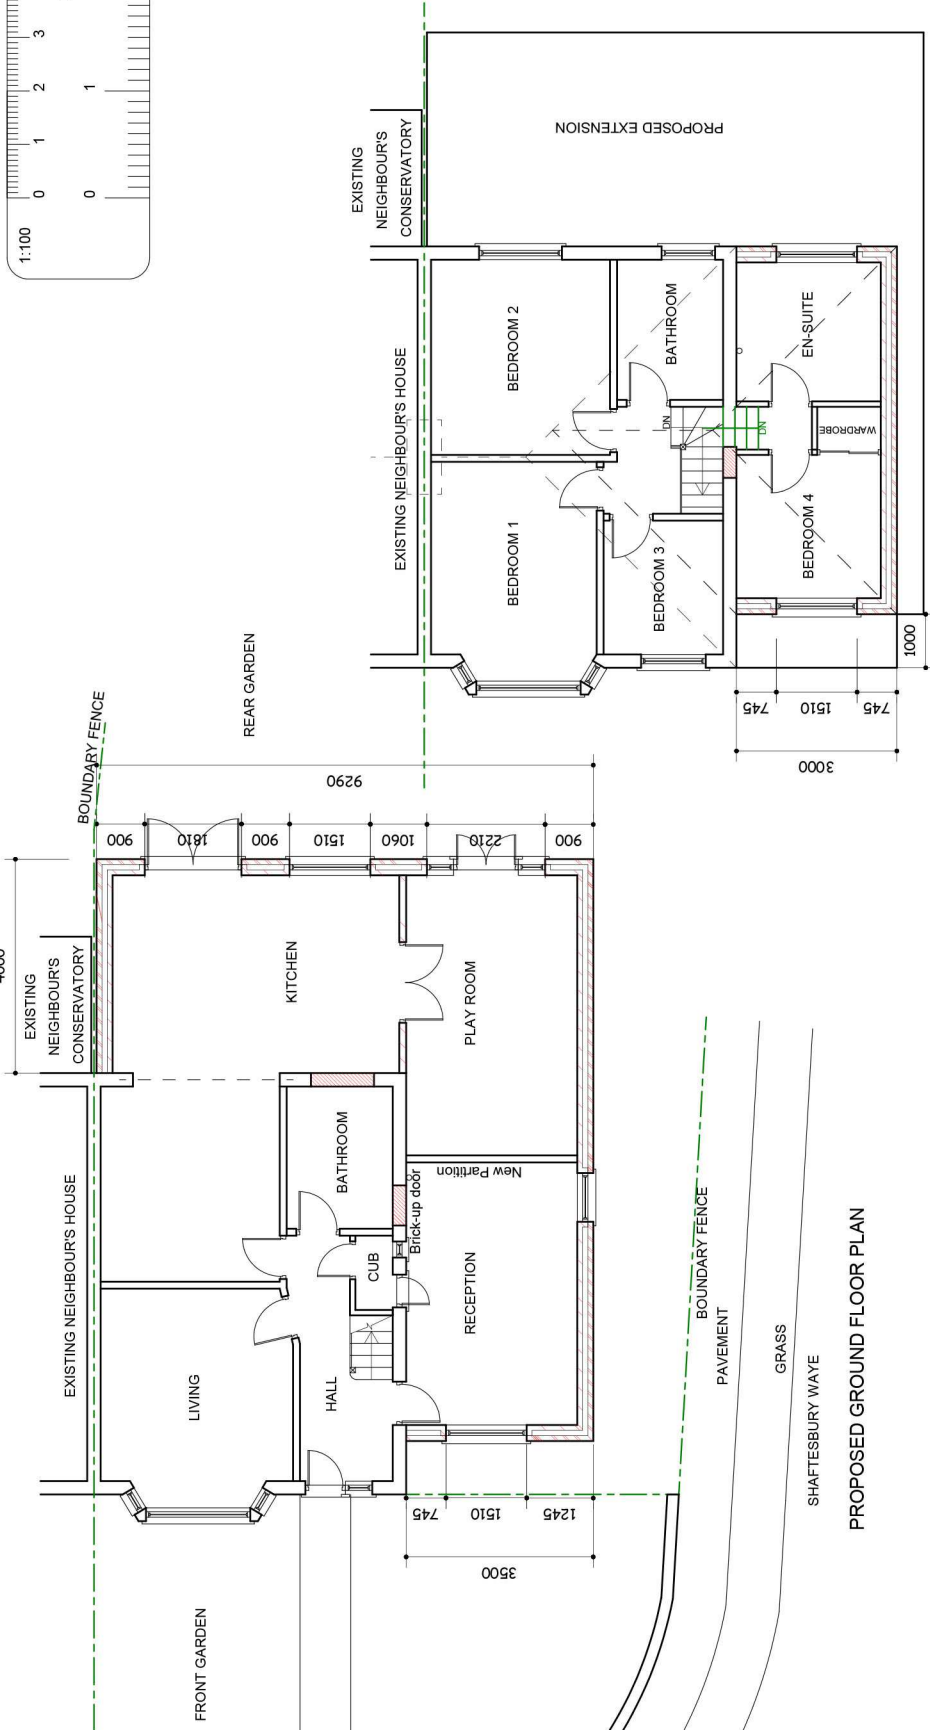 1:100
0
1
2
3
0
1
EXISTING
NEIGHBOUR'S
CONSERVATORY
PROPOSED EXTENSION
EXISTING NEIGHBOUR'S HOUSE
BEDROOM 2
BATHROOM
EN-SUITE
BEDROOM 1
DN
DN
WARDROBE
BEDROOM 3
BEDROOM 4
1000
745
1510
745
3000
REAR GARDEN
BOUNDARY FENCE
9290
900
1810
900
1510
1060
2210
900
EXISTING
NEIGHBOUR'S
CONSERVATORY
KITCHEN
PLAY ROOM
EXISTING NEIGHBOUR'S HOUSE
BATHROOM
New Partition
Brick-up door
CUB
RECEPTION
LIVING
HALL
745
1510
1245
3500
FRONT GARDEN
BOUNDARY FENCE
PAVEMENT
GRASS
SHAFTESBURY WAYE
PROPOSED GROUND FLOOR PLAN